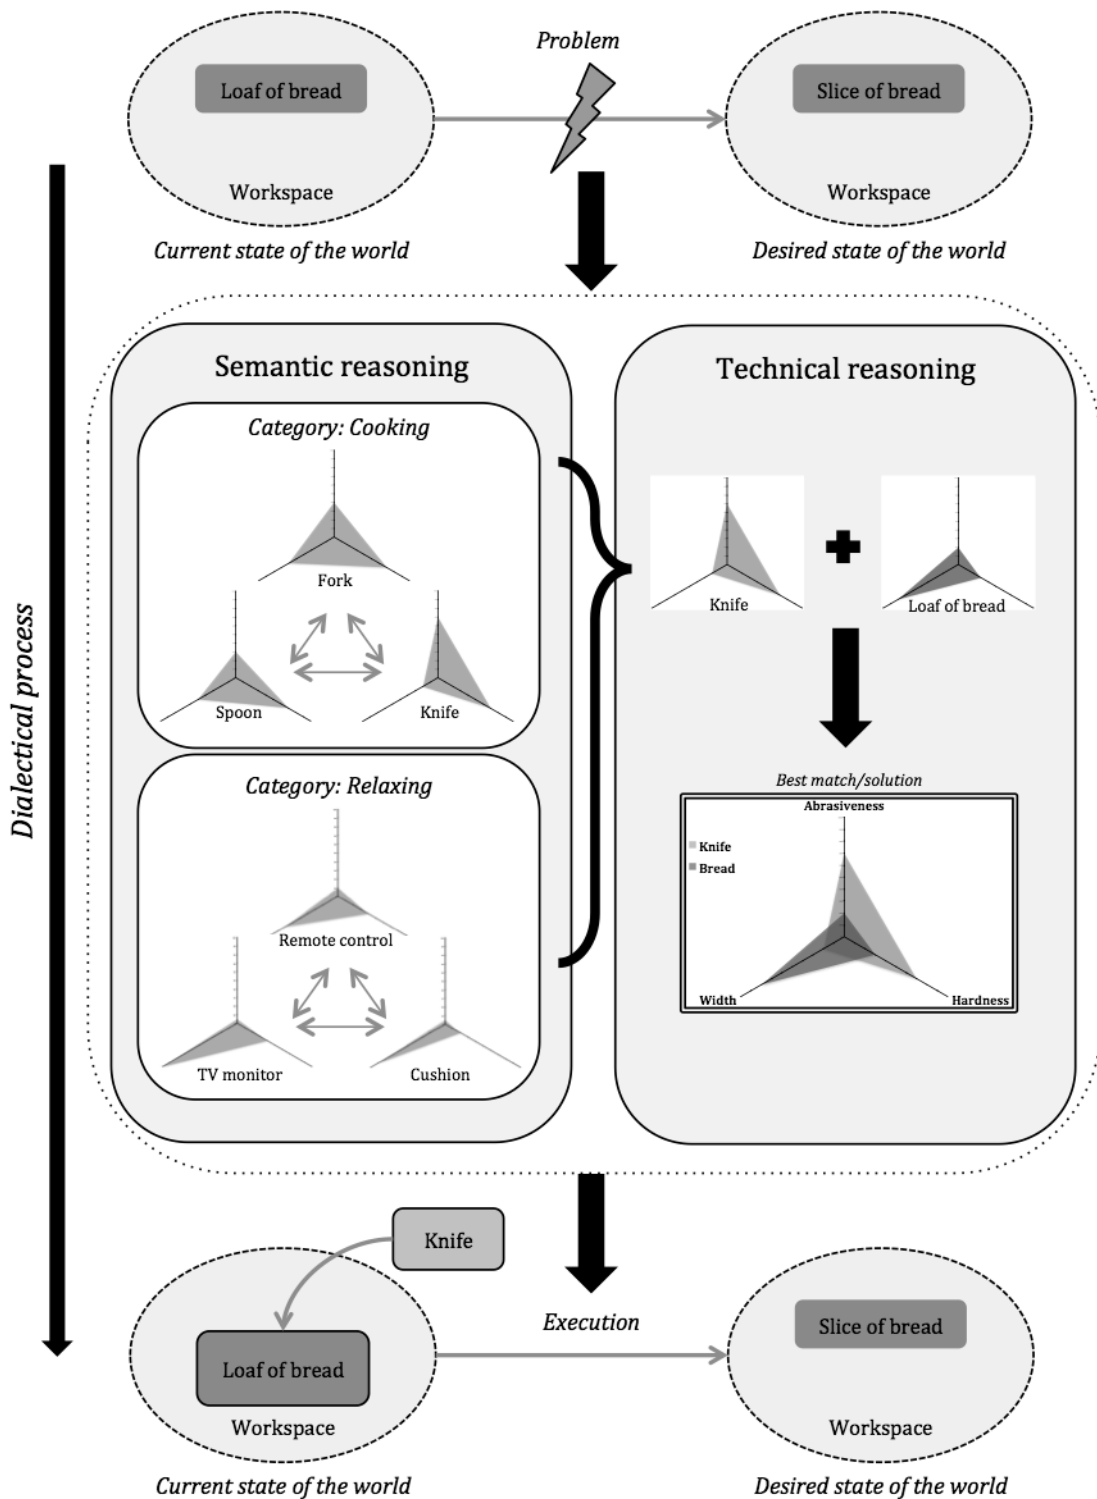 Problem
Loaf of bread
Slice of bread
Workspace
Workspace
Current state of the world
Desired state of the world
Dialectical process
Semantic reasoning
Category: Cooking
Fork
Spoon
Knife
Category: Relaxing
Remote control
TV monitor
Cushion
Technical reasoning
Knife
Loaf of bread
Best match/solution
Abrasiveness
Knife
Bread
Width
Hardness
Knife
Execution
Loaf of bread
Slice of bread
Workspace
Workspace
Current state of the world
Desired state of the world